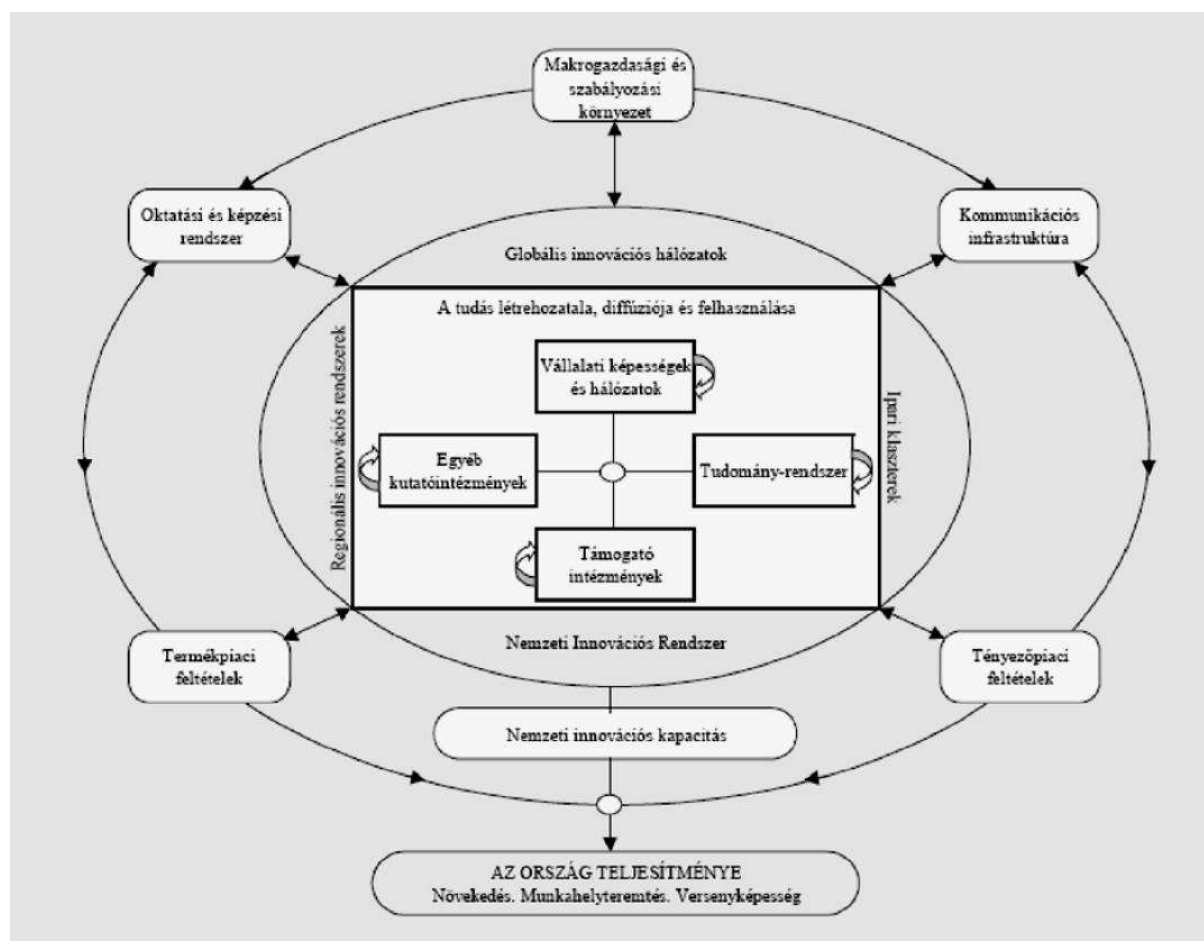 Makrogazdasági és
szabályozási
környezet
Oktatási és képzési
rendszer
Kommunikációs
infrastruktúra
Globális innovációs hálózatok
A tudás létrehozatala, diffúziója és felhasználása
Regionális innovációs rendszerek
Vállalati képességek
és hálózatok
Ipari klaszterek
Egyéb
kutatóintézmények
Tudomány-rendszer
Támogató
intézmények
Nemzeti Innovációs Rendszer
Termékpiaci
feltételek
Tényezőpiaci
feltételek
Nemzeti innovációs kapacitás
AZ ORSZÁG TELJESÍTMÉNYE
Növekedés. Munkahelyteremtés. Versenyképesség